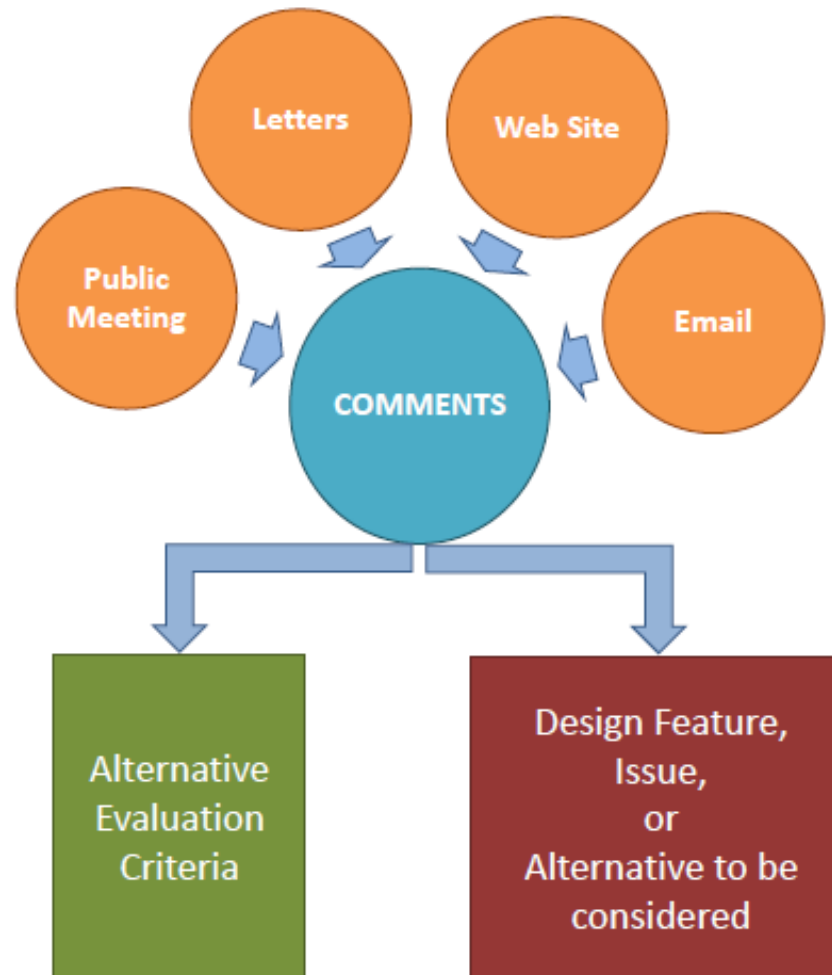 Letters
Web Site
Public
Meeting
Email
COMMENTS
Alternative
Evaluation
Criteria
Design Feature,
Issue,
or
Alternative to be
considered